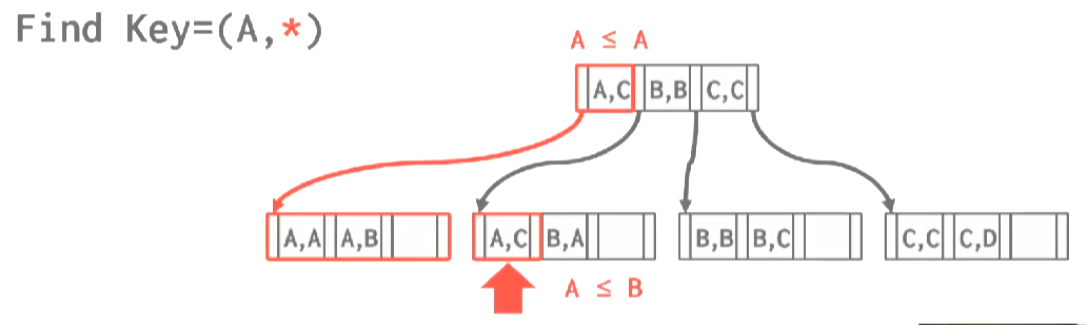 Find Key=(A,*)
A ≤ A
A,C B,B C,C
A,A A,B A,C B,A B,B B,C C,C C,D
A ≤ B